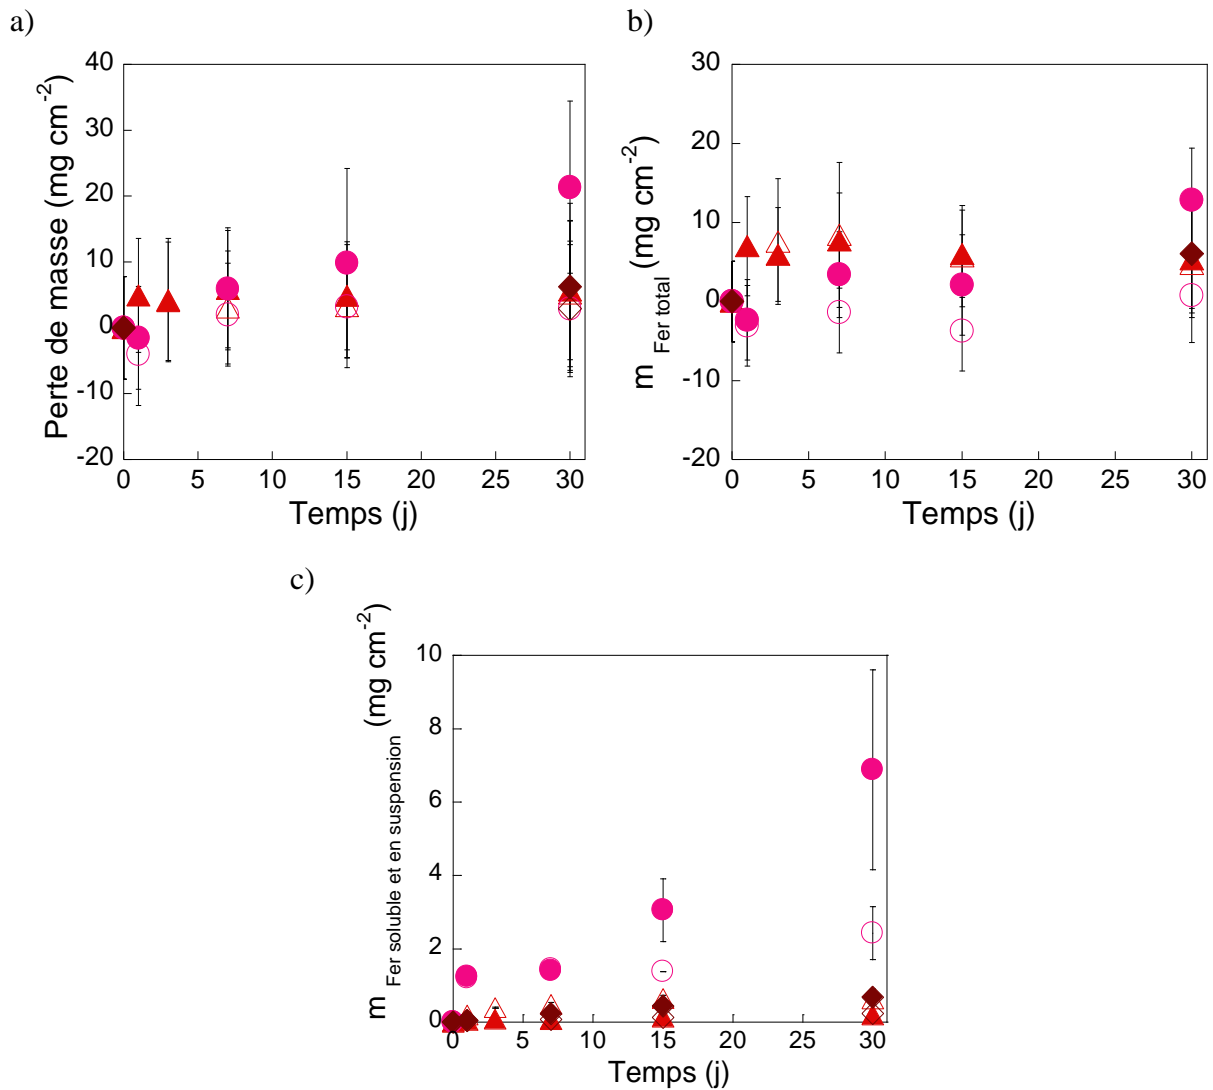 a)
40
30
20
10
0
-10
-20
Perte de masse (mg cm-2)
0 5 10 15 20 25 30
Temps (j)
b)
30
20
10
0
-10
-20
m Fer total (mg cm-2)
0 5 10 15 20 25 30
Temps (j)
c)
10
8
6
4
2
0
m Fer soluble et en suspension (mg cm-2)
0 5 10 15 20 25 30
Temps (j)